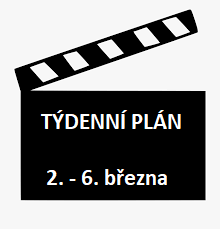 TÝDENNÍ PLÁN
2. - 6. března